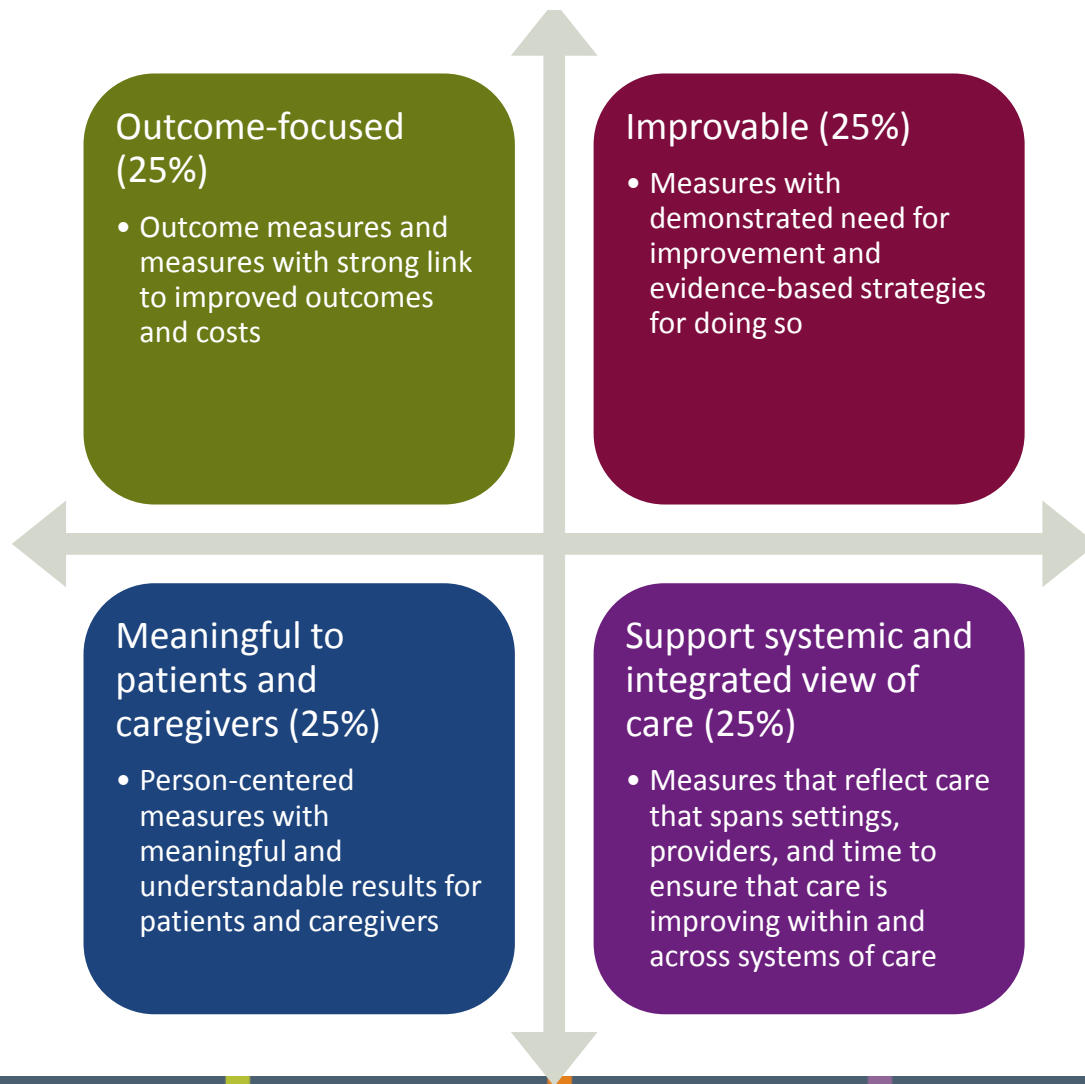 Outcome-focused
(25%)
• Outcome measures and
measures with strong link
to improved outcomes
and costs
Improvable (25%)
• Measures with
demonstrated need for
improvement and
evidence-based strategies
for doing so
Meaningful to
patients and
caregivers (25%)
• Person-centered
measures with
meaningful and
understandable results for
patients and caregivers
Support systemic and
integrated view of
care (25%)
• Measures that reflect care
that spans settings,
providers, and time to
ensure that care is
improving within and
across systems of care